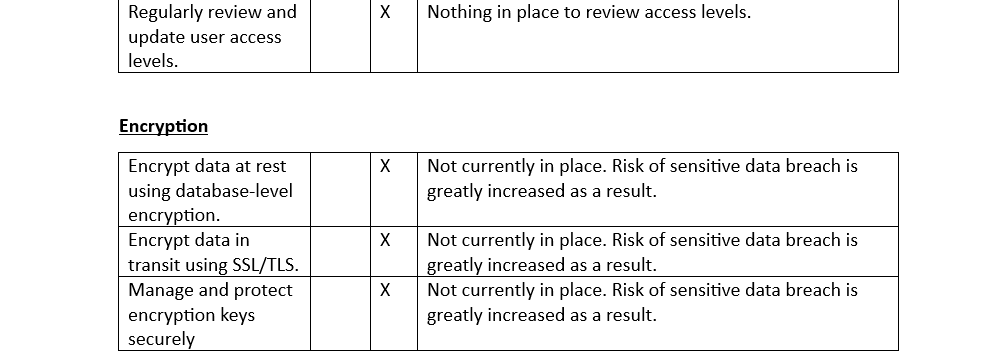 Regularly review and
update user access
levels.
X
Nothing in place to review access levels.
Encryption
Encrypt data at rest
using database-level
encryption.
X
Not currently in place. Risk of sensitive data breach is
greatly increased as a result.
Encrypt data in
transit using SSL/TLS.
X
Not currently in place. Risk of sensitive data breach is
greatly increased as a result.
Manage and protect
encryption keys
securely
X
Not currently in place. Risk of sensitive data breach is
greatly increased as a result.